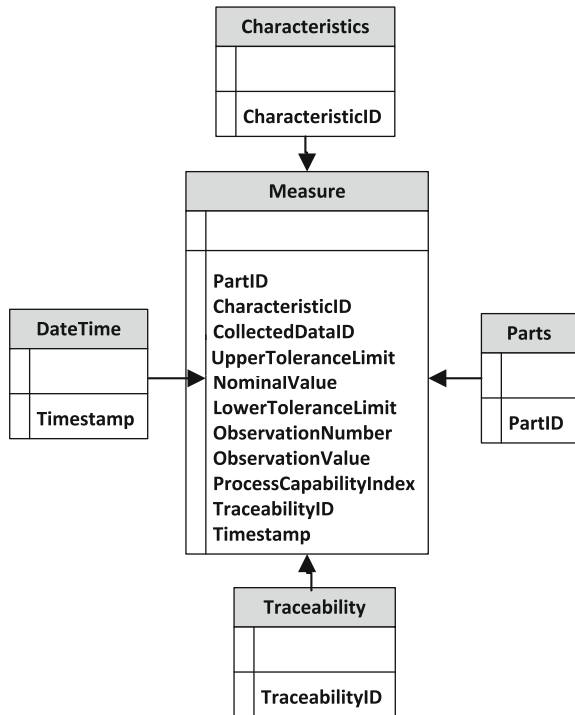 Characteristics
CharacteristicID
Measure
PartID
CharacteristicID
CollectedDataID
UpperToleranceLimit
NominalValue
LowerToleranceLimit
ObservationNumber
ObservationValue
ProcessCapabilityIndex
TraceabilityID
Timestamp
DateTime
Timestamp
Parts
PartID
Traceability
TraceabilityID